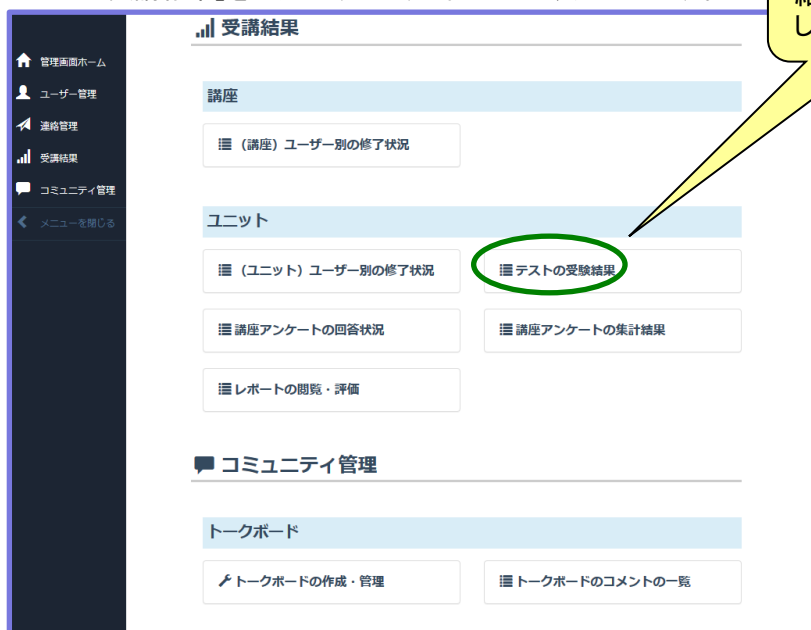 受講結果
管理画面ホーム
ユーザー管理
連絡管理
受講結果
コミュニティ管理
メニューを閉じる
講座
（講座）ユーザー別の修了状況
ユニット
（ユニット）ユーザー別の修了状況
テストの受験結果
講座アンケートの回答状況
講座アンケートの集計結果
レポートの閲覧・評価
コミュニティ管理
トークボード
トークボードの作成・管理
トークボードのコメントの一覧